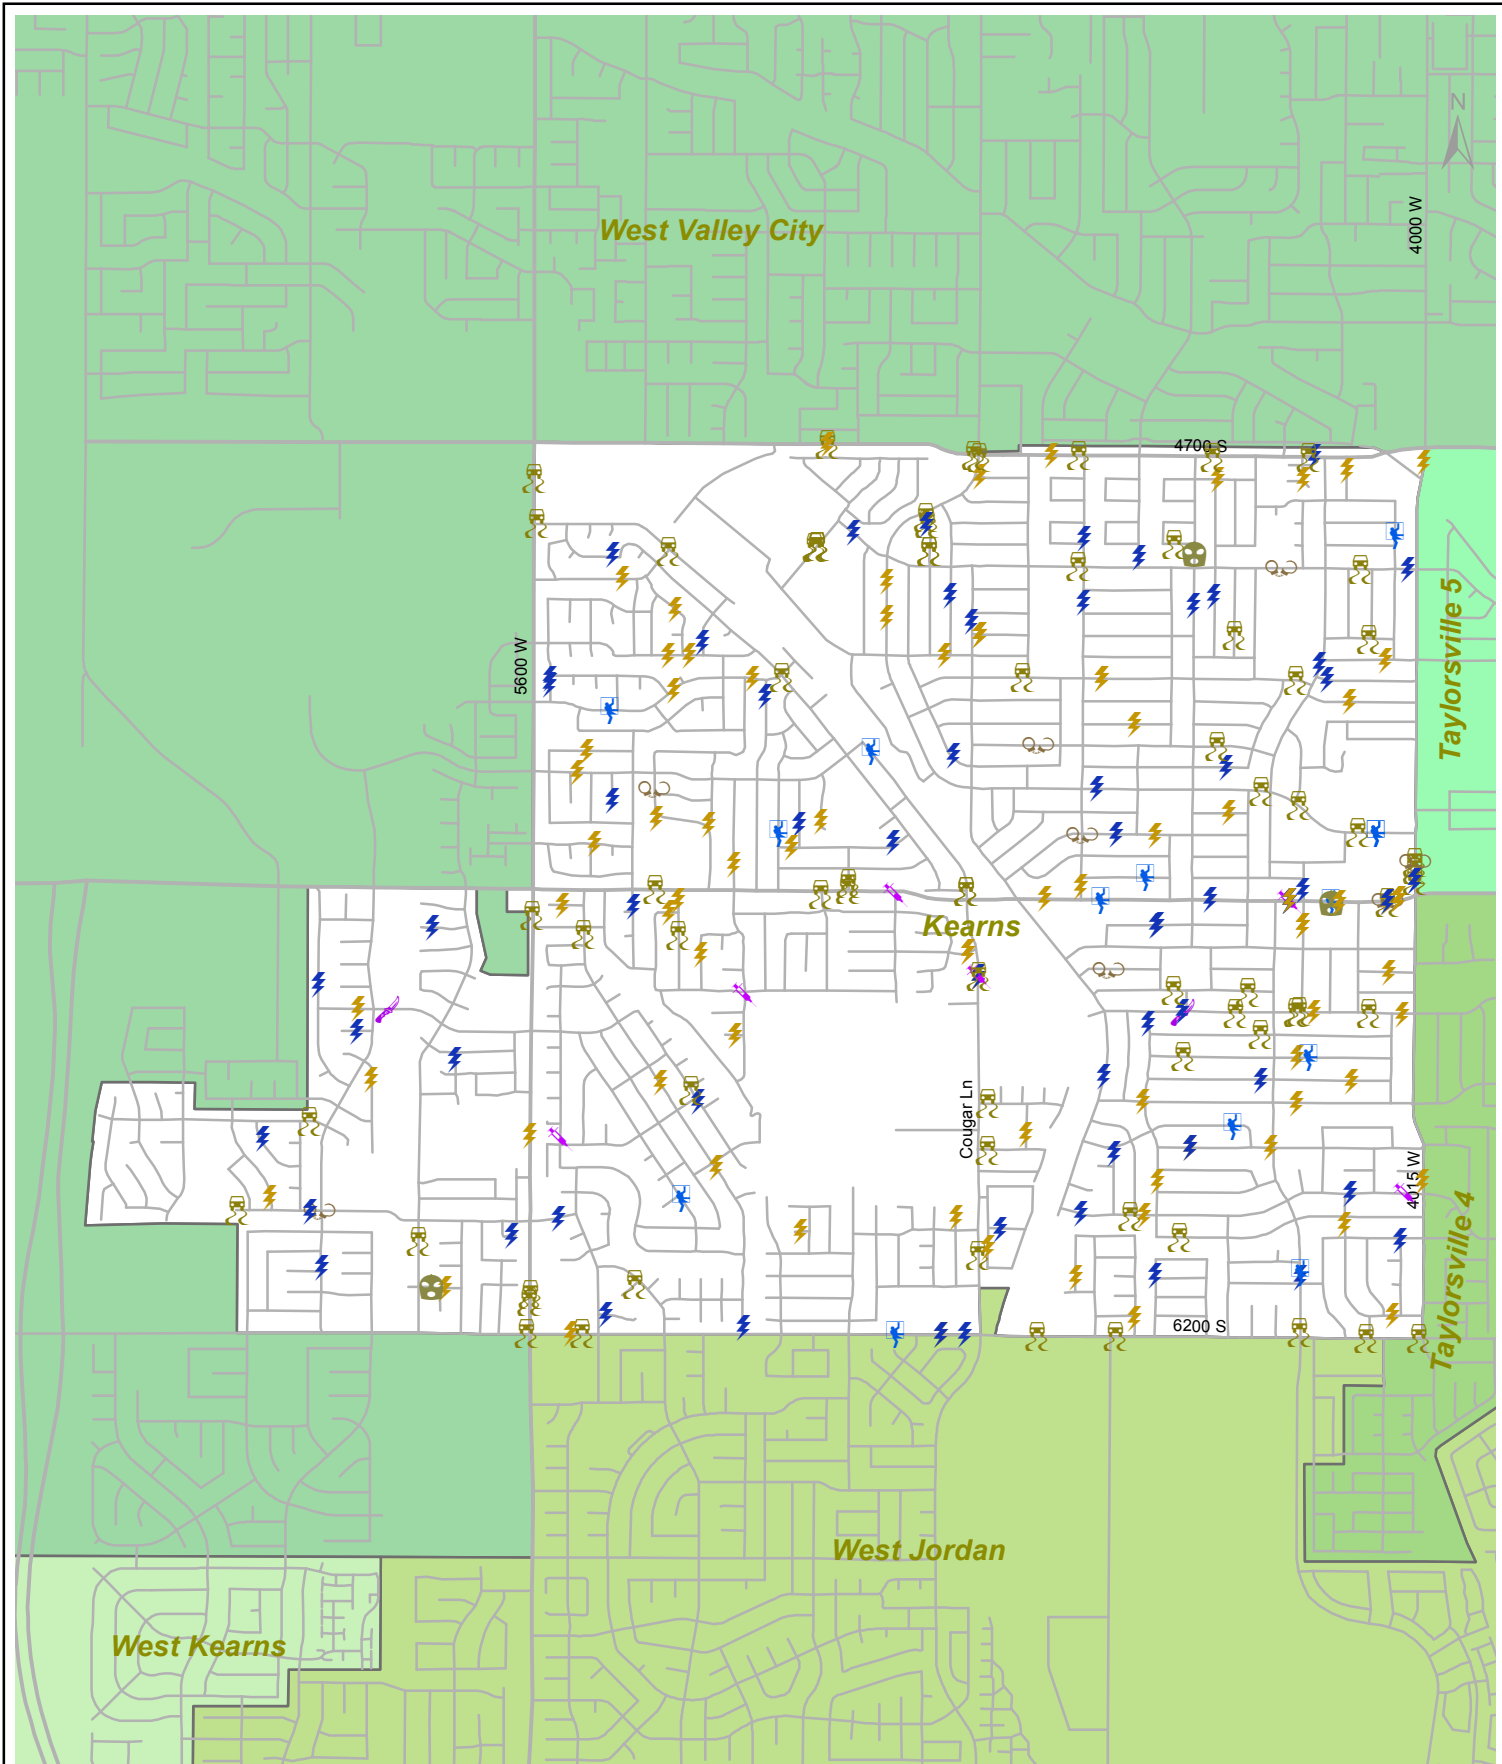 N
4000 W
West Valley City
4700 S
Taylorsville 5
5600 W
Kearns
Cougar Ln
4015 W
Taylorsville 4
6200 S
West Jordan
West Kearns